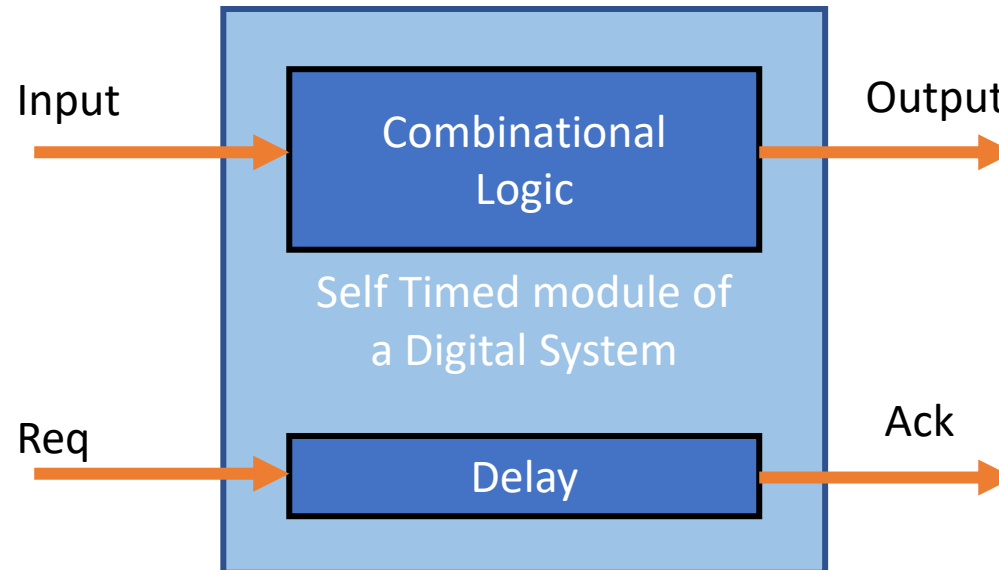 Input
Output
Combinational
Logic
Self Timed module of
a Digital System
Req
Ack
Delay